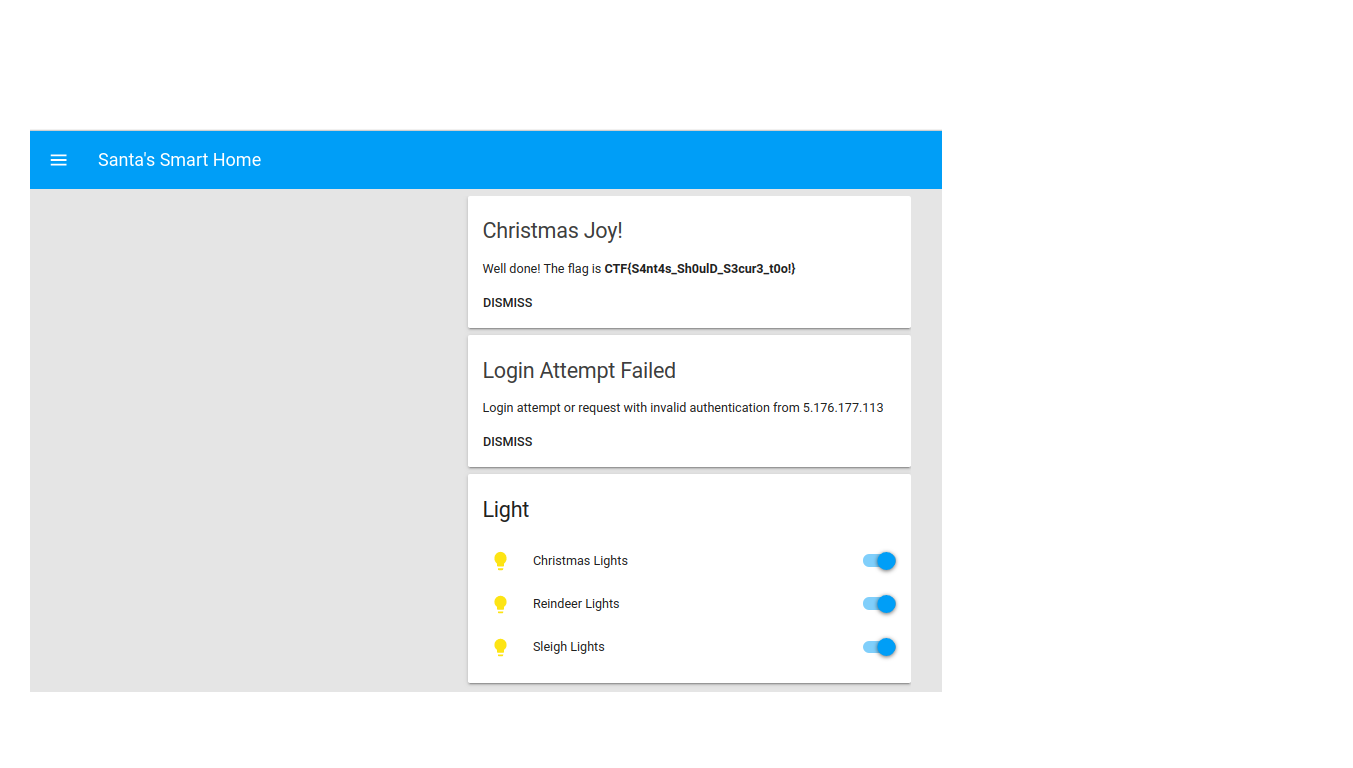 Santa's Smart Home
Christmas Joy!
Well done! The flag is CTF{S4nt4s_Sh0ulD_S3cur3_t0o!}
DISMISS
Login Attempt Failed
Login attempt or request with invalid authentication from 5.176.177.113
DISMISS
Light
Christmas Lights
Reindeer Lights
Sleigh Lights